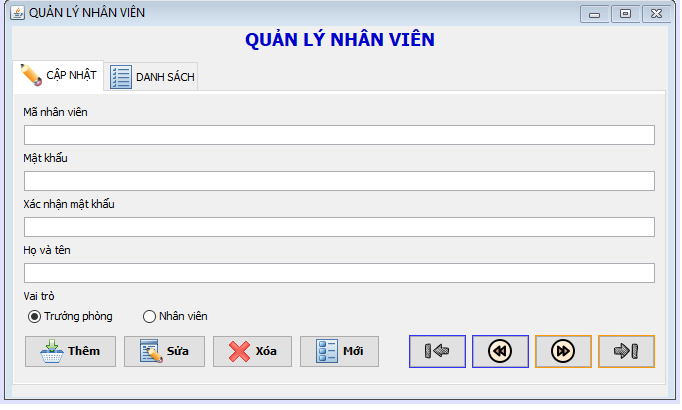 QUẢN LÝ NHÂN VIÊN
QUẢN LÝ NHÂN VIÊN
CẬP NHẬT DANH SÁCH
Mã nhân viên
Mật khẩu
Xác nhận mật khẩu
Họ và tên
Vai trò
Trưởng phòng Nhân viên
Thêm Sửa Xóa Mới